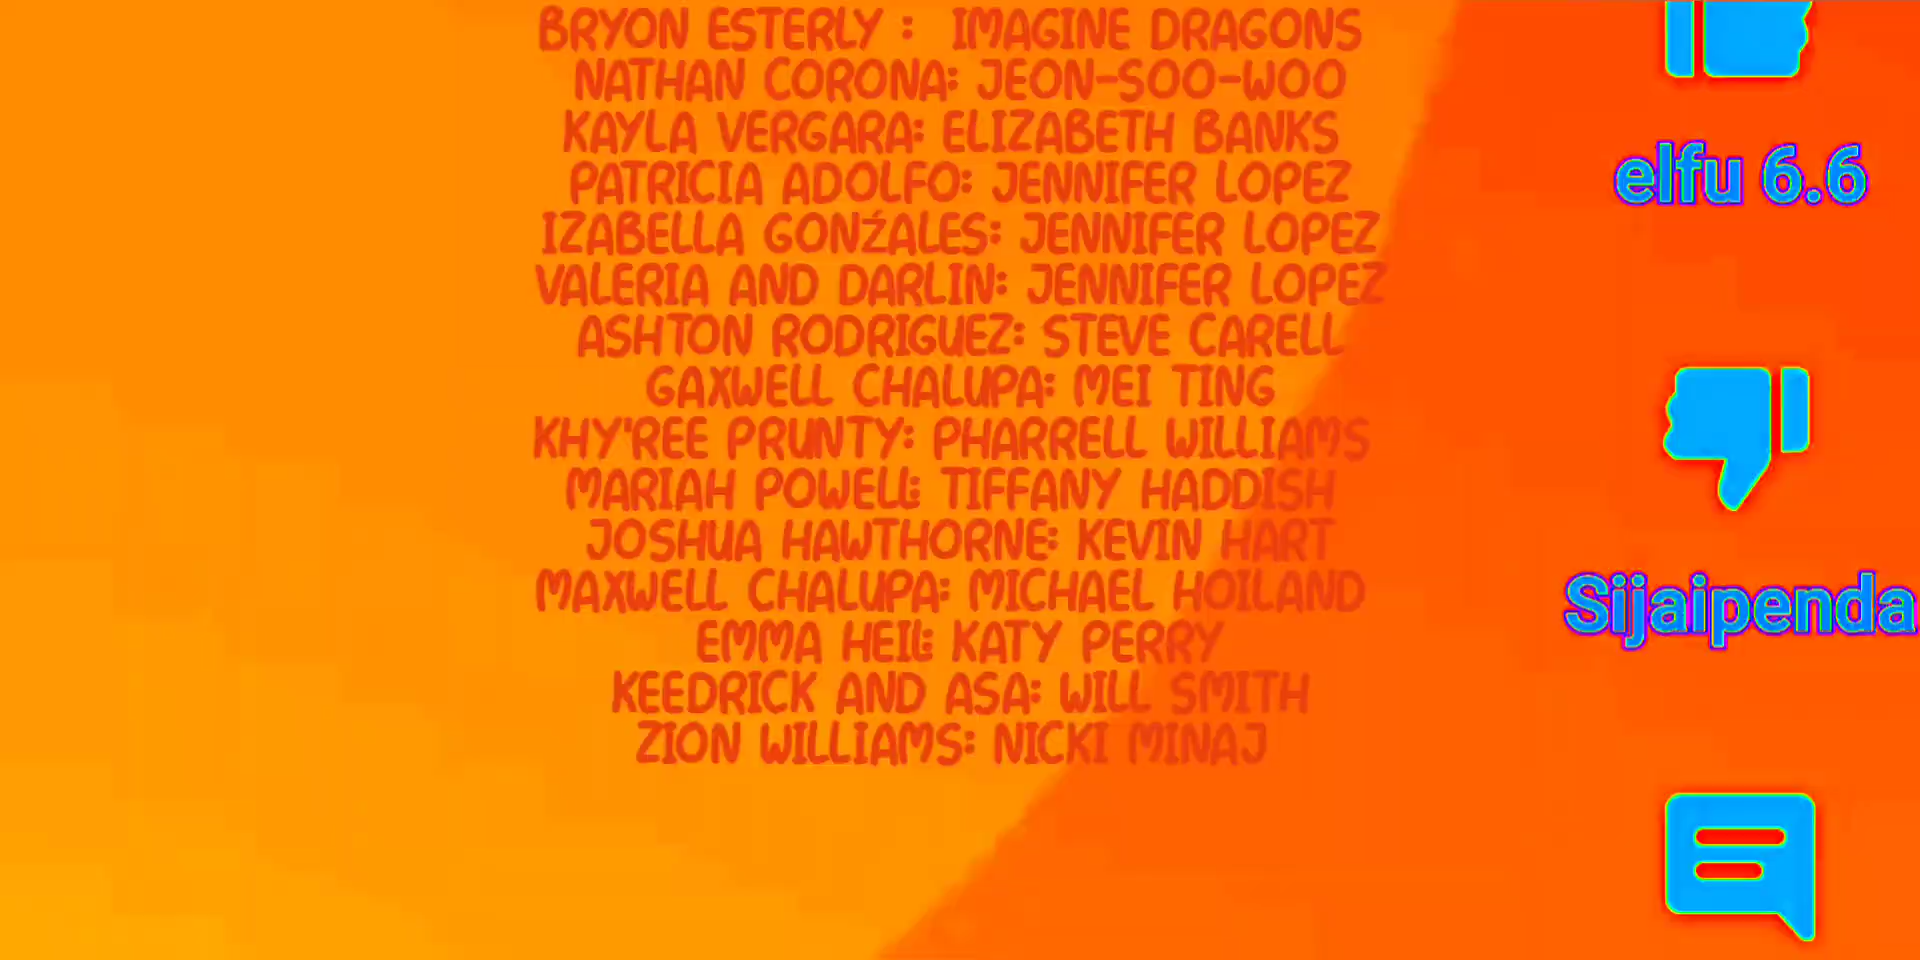 BRYON ESTERLY : IMAGINE DRAGONS
NATHAN CORONA: JEON-SOO-WOO
KAYLA VERGARA: ELIZABETH BANKS
PATRICIA ADOLFO: JENNIFER LOPEZ
IZABELLA GONŹALES: JENNIFER LOPEZ
VALERIA AND DARLIN: JENNIFER LOPEZ
ASHTON RODRIGUEZ: STEVE CARELL
GAXWELL CHALUPA: MEI TING
KHY'REE PRUNTY: PHARRELL WILLIAMS
MARIAH POWELL: TIFFANY HADDISH
JOSHUA HAWTHORNE: KEVIN HART
MAXWELL CHALUPA: MICHAEL HOILAND
EMMA HEIL: KATY PERRY
KEEDRICK AND ASA: WILL SMITH
ZION WILLIAMS: NICKI MINAJ
elfu 6.6
Sijaipenda